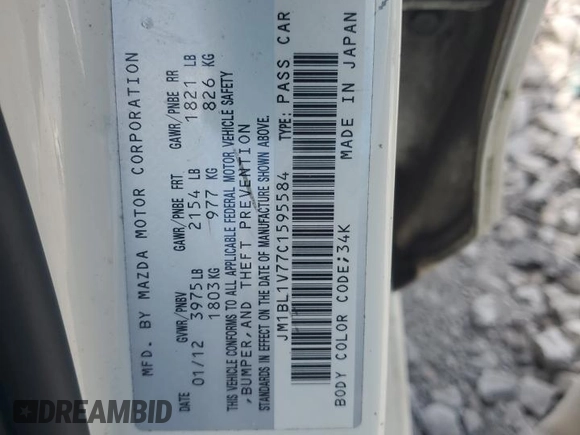 MFD. BY MAZDA MOTOR CORPORATION
DATE GVWR/PNBV GAWR/PNBE FRT GAWR/PNBE RR
01/12 3975LB 2154 LB 1821 LB
1803KG 977 KG 826 KG
THIS VEHICLE CONFORMS TO ALL APPLICABLE FEDERAL MOTOR VEHICLE SAFETY
,BUMPER,AND THEFT PREVENTION
STANDARDS IN EFFECT ON THE DATE OF MANUFACTURE SHOWN ABOVE.
JM1BL1V77C1595584 TYPE: PASS CAR
BODY COLOR CODE;34K MADE IN JAPAN
DREAMBID